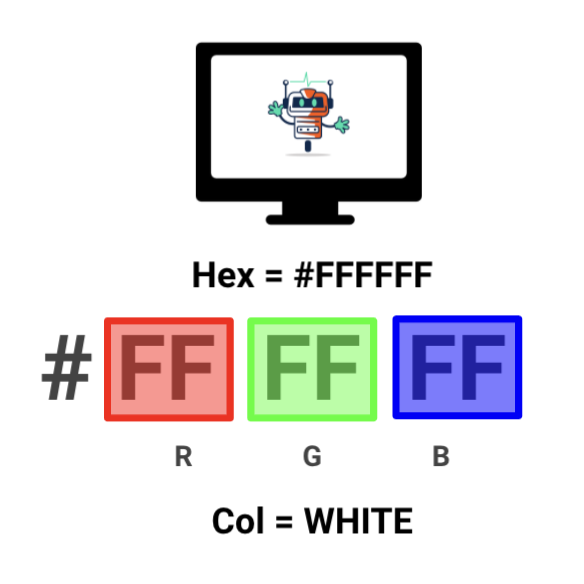 Hex = #FFFFFF
# FF FF FF
R G B
Col = WHITE